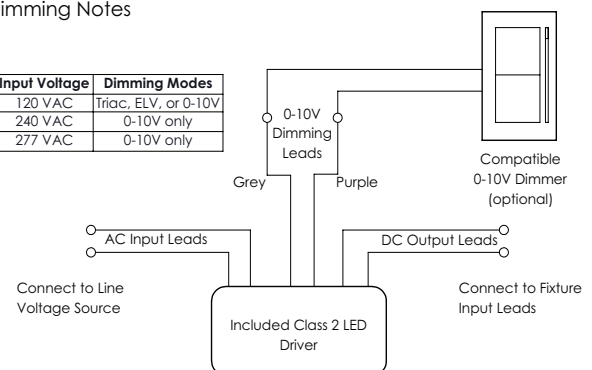 imming Notes
Input Voltage Dimming Modes
120 VAC Triac, ELV, or 0-10V
240 VAC 0-10V only
277 VAC 0-10V only
0-10V
Dimming
Leads
Grey
Purple
Compatible
0-10V Dimmer
(optional)
AC Input Leads
DC Output Leads
Connect to Line
Voltage Source
Connect to Fixture
Input Leads
Included Class 2 LED
Driver